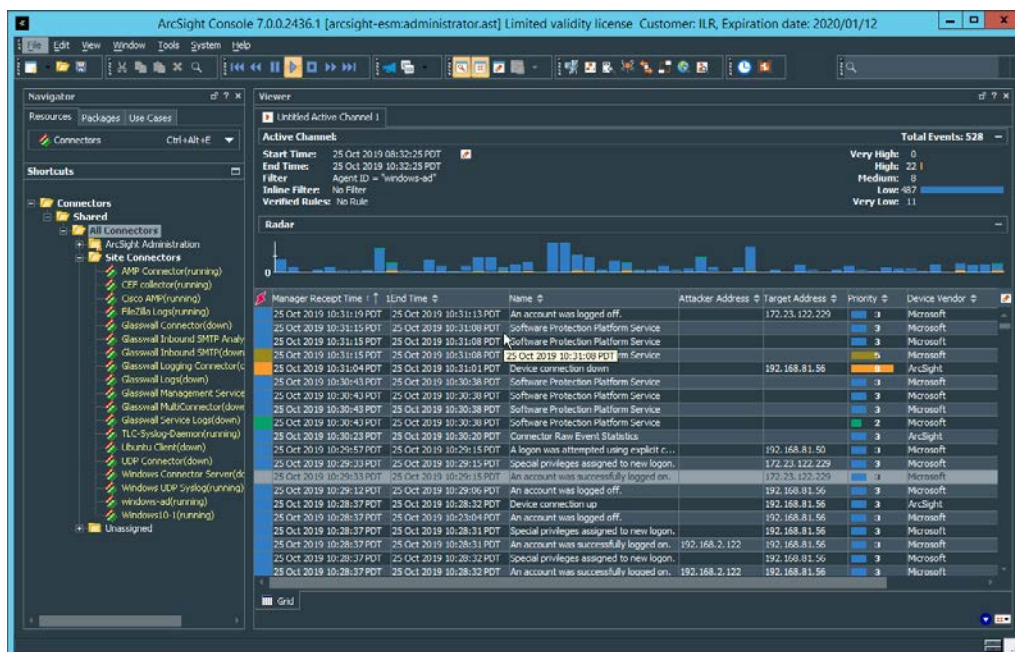 ArcSight Console 7.0.0.2436.1 [arcsight-esm:administrator.ast] Limited validity license Customer: ILR, Expiration date: 2020/01/12
File Edit View Window Tools System Help
Navigator
Resources Packages Use Cases
Connectors Ctrl+Alt+E
Shortcuts
Connectors
Shared
All Connectors
ArcSight Administration
Site Connectors
AMP Connector(running)
CEF collector(running)
Cisco AMP(running)
FileZilla Logs(running)
Glasswall Connector(down)
Glasswall Inbound SMTP Analy
Glasswall Inbound SMTP(down
Glasswall Logging Connector(c
Glasswall Logs(down)
Glasswall Management Service
Glasswall MultiConnector(down
Glasswall Service Logs(down)
TLC-Syslog-Daemon(running)
Ubuntu Client(down)
UDP Connector(down)
Windows Connector Server(dc
Windows UDP Syslog(running)
windows-ad(running)
Windows10-1(running)
Unassigned
Viewer
Untitled Active Channel 1
Active Channel: Total Events: 528
Start Time: 25 Oct 2019 08:32:25 PDT
End Time: 25 Oct 2019 10:32:25 PDT
Filter Agent ID = "windows-ad"
Inline Filter: No Filter
Verified Rules: No Rule
Very High: 0
High: 22
Medium: 8
Low: 487
Very Low: 11
Radar
0
Manager Receipt Time 1 End Time Name Attacker Address Target Address Priority Device Vendor
25 Oct 2019 10:31:19 PDT 25 Oct 2019 10:31:13 PDT An account was logged off. 172.23.122.229 3 Microsoft
25 Oct 2019 10:31:15 PDT 25 Oct 2019 10:31:08 PDT Software Protection Platform Service 3 Microsoft
25 Oct 2019 10:31:15 PDT 25 Oct 2019 10:31:08 PDT Software Protection Platform Service 3 Microsoft
25 Oct 2019 10:31:15 PDT 25 Oct 2019 10:31:08 PDT 25 Oct 2019 10:31:08 PDT rm Service 5 Microsoft
25 Oct 2019 10:31:04 PDT 25 Oct 2019 10:31:01 PDT Device connection down 192.168.81.56 8 ArcSight
25 Oct 2019 10:30:43 PDT 25 Oct 2019 10:30:38 PDT Software Protection Platform Service 3 Microsoft
25 Oct 2019 10:30:43 PDT 25 Oct 2019 10:30:38 PDT Software Protection Platform Service 3 Microsoft
25 Oct 2019 10:30:43 PDT 25 Oct 2019 10:30:38 PDT Software Protection Platform Service 3 Microsoft
25 Oct 2019 10:30:43 PDT 25 Oct 2019 10:30:38 PDT Software Protection Platform Service 2 Microsoft
25 Oct 2019 10:30:23 PDT 25 Oct 2019 10:30:20 PDT Connector Raw Event Statistics 3 ArcSight
25 Oct 2019 10:29:57 PDT 25 Oct 2019 10:29:15 PDT A logon was attempted using explicit c... 192.168.81.50 3 Microsoft
25 Oct 2019 10:29:33 PDT 25 Oct 2019 10:29:15 PDT Special privileges assigned to new logon. 172.23.122.229 3 Microsoft
25 Oct 2019 10:29:33 PDT 25 Oct 2019 10:29:15 PDT An account was successfully logged on. 172.23.122.229 3 Microsoft
25 Oct 2019 10:29:12 PDT 25 Oct 2019 10:29:06 PDT An account was logged off. 192.168.81.56 3 Microsoft
25 Oct 2019 10:28:37 PDT 25 Oct 2019 10:28:32 PDT Device connection up 192.168.81.56 3 ArcSight
25 Oct 2019 10:28:37 PDT 25 Oct 2019 10:23:04 PDT An account was logged off. 192.168.81.56 3 Microsoft
25 Oct 2019 10:28:37 PDT 25 Oct 2019 10:28:31 PDT Special privileges assigned to new logon. 192.168.81.56 3 Microsoft
25 Oct 2019 10:28:37 PDT 25 Oct 2019 10:28:31 PDT An account was successfully logged on. 192.168.2.122 192.168.81.56 3 Microsoft
25 Oct 2019 10:28:37 PDT 25 Oct 2019 10:28:32 PDT Special privileges assigned to new logon. 192.168.81.56 3 Microsoft
25 Oct 2019 10:28:37 PDT 25 Oct 2019 10:28:32 PDT An account was successfully logged on. 192.168.2.122 192.168.81.56 3 Microsoft
Grid